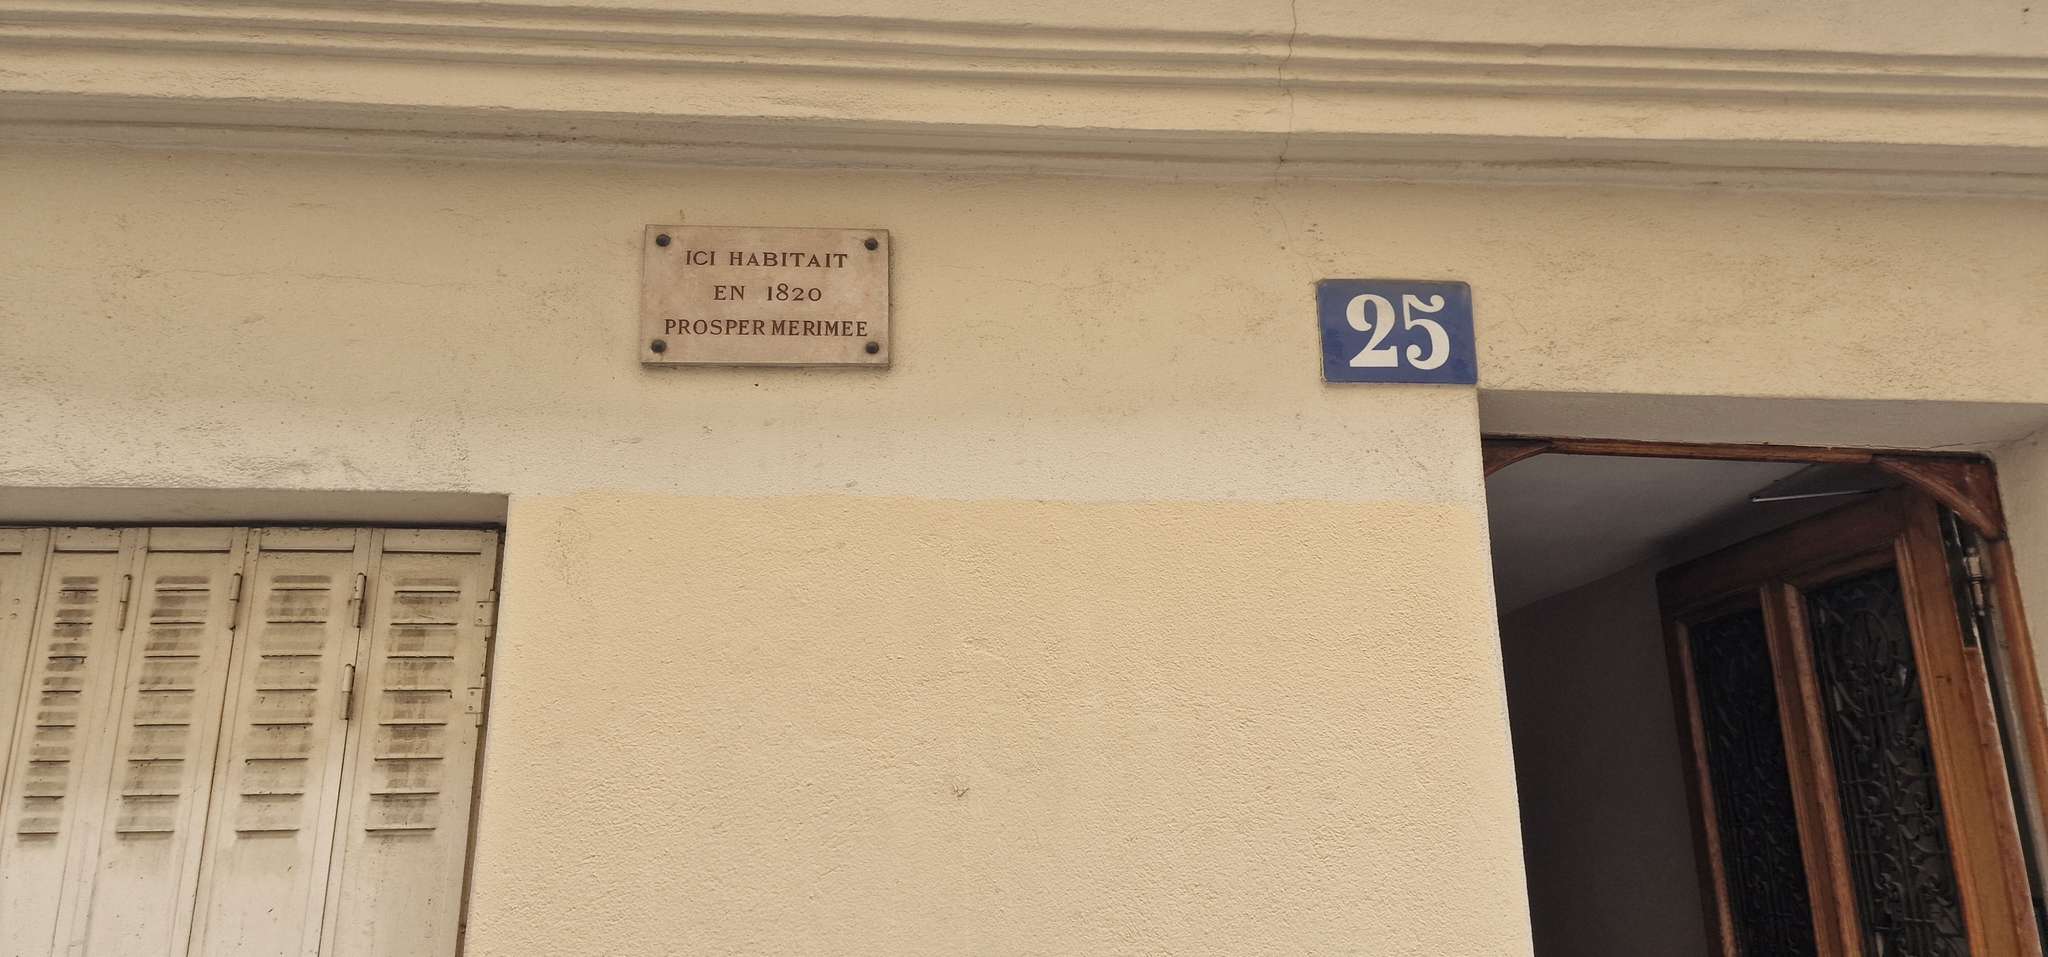 ICI HABITAIT
EN 1820
PROSPER MERIMEE
25